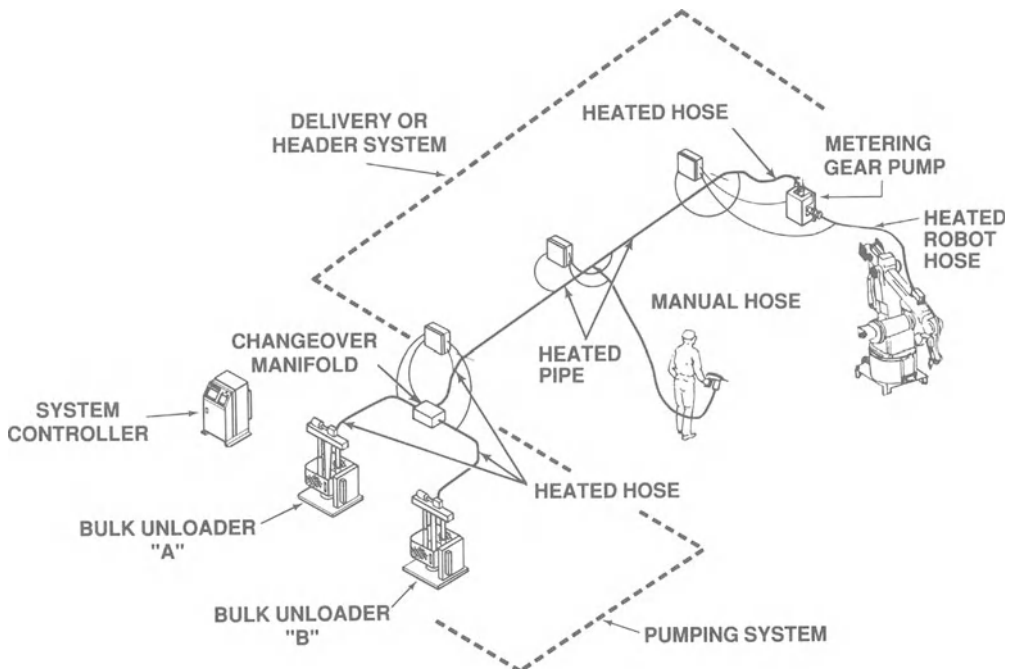 DELIVERY OR
HEADER SYSTEM
HEATED HOSE
METERING
GEAR PUMP
HEATED
ROBOT
HOSE
MANUAL HOSE
CHANGEOVER
MANIFOLD
HEATED
PIPE
SYSTEM
CONTROLLER
HEATED HOSE
BULK UNLOADER
"A"
BULK UNLOADER
"B"
PUMPING SYSTEM